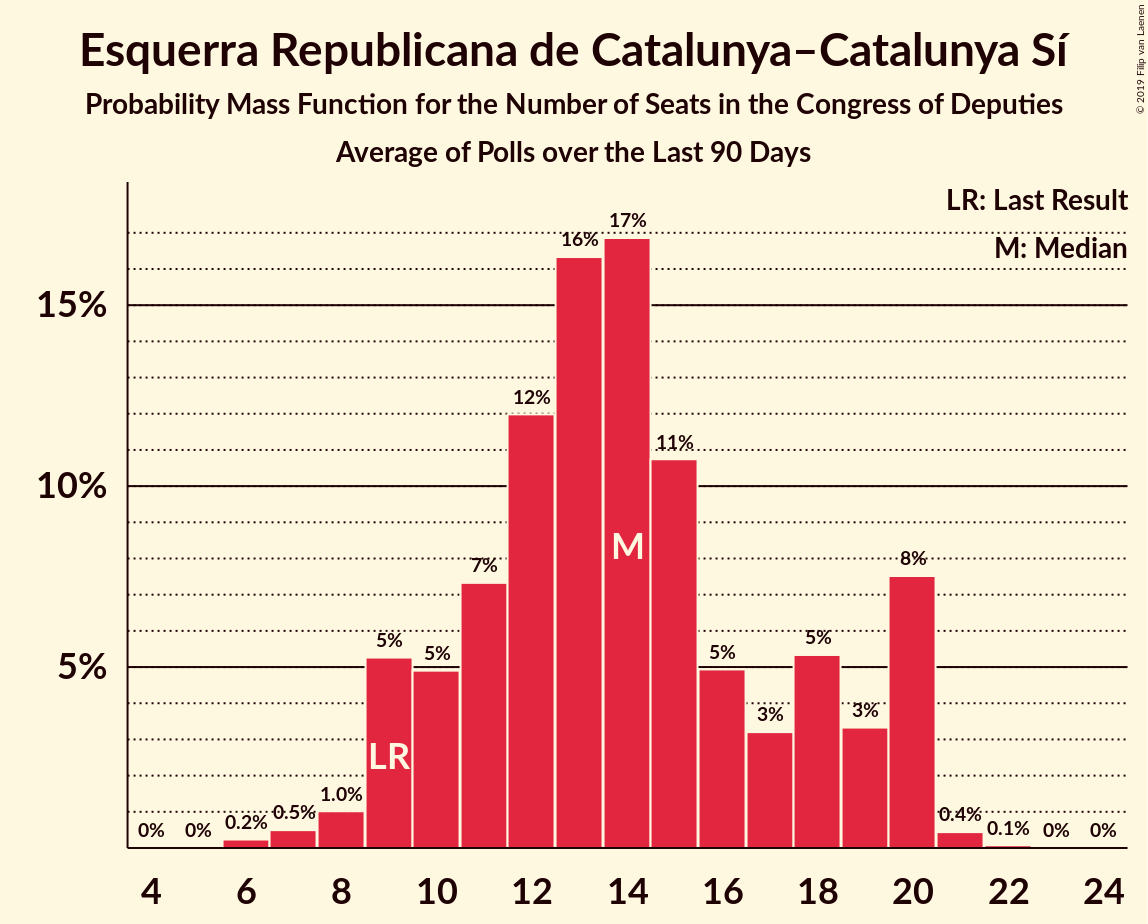 Esquerra Republicana de Catalunya–Catalunya Sí
Probability Mass Function for the Number of Seats in the Congress of Deputies
Average of Polls over the Last 90 Days
© 2019 Filip van Laenen
LR: Last Result
M: Median
17%
16%
15%
12%
11%
10%
M
7%
8%
5%
5%
5%
5%
5%
3%
3%
LR
0%
0%
0.2%
0.5%
1.0%
0.4%
0.1%
0%
0%
4 6 8 10 12 14 16 18 20 22 24